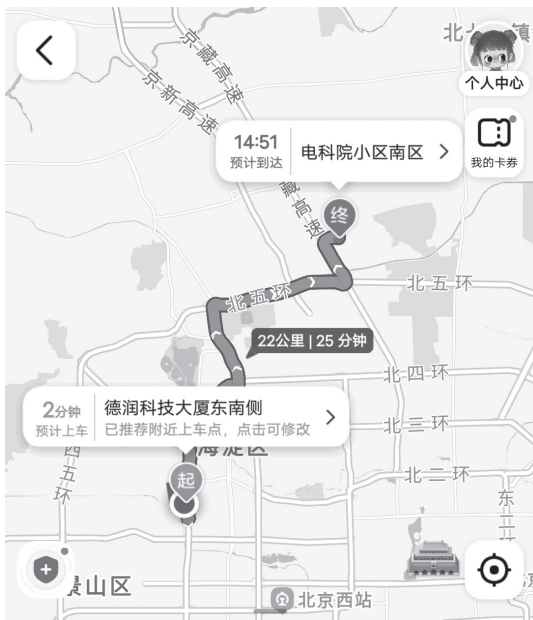 京藏高速
京新高速
个人中心
14:51
预计到达
电科院小区南区
我的卡券
藏高速
终
北五环
北五环
22公里 | 25 分钟
北四环
2分钟
预计上车
德润科技大厦东南侧
已推荐附近上车点，点击可修改
北三环
海淀区
四五环
起
北二环
东二环
景山区
北京西站